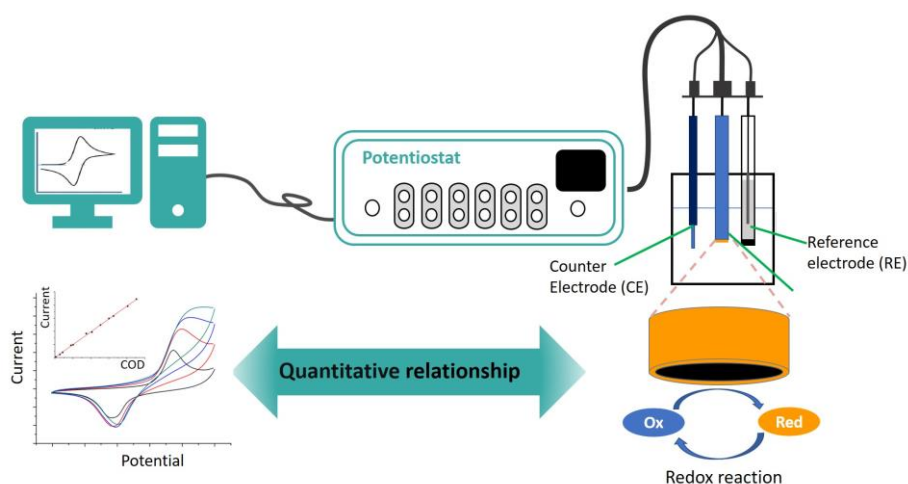 Potentiostat
Counter
Electrode (CE)
Reference
electrode (RE)
Current
Current
COD
Potential
Quantitative relationship
Ox
Red
Redox reaction